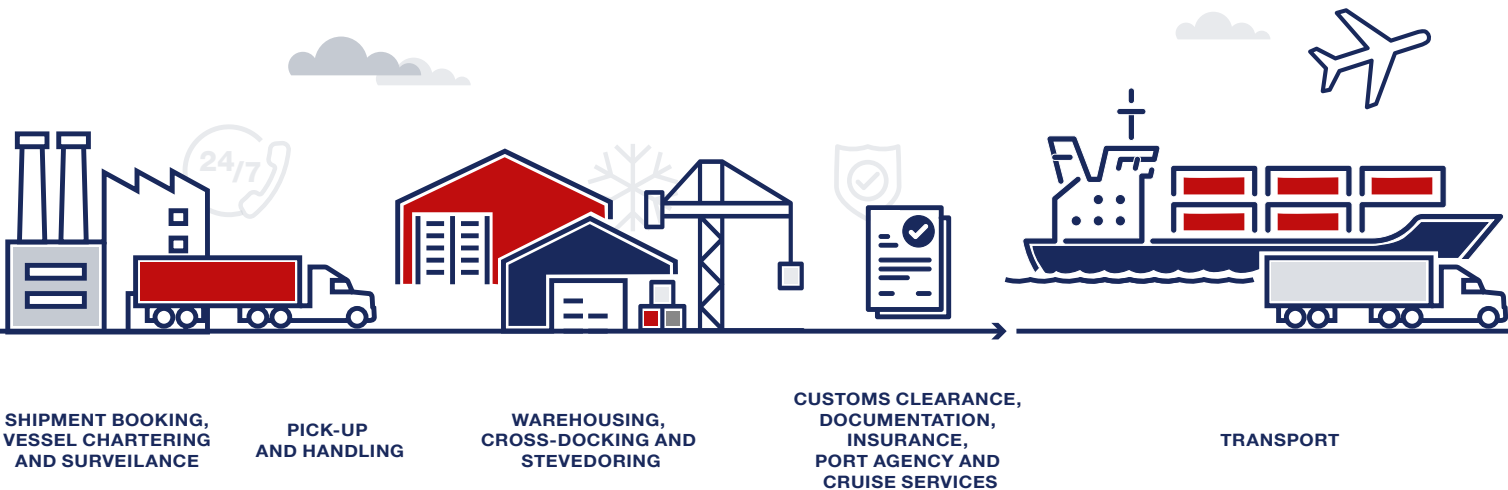 24/7
SHIPMENT BOOKING,
VESSEL CHARTERING
AND SURVEILANCE
PICK-UP
AND HANDLING
WAREHOUSING,
CROSS-DOCKING AND
STEVEDORING
CUSTOMS CLEARANCE,
DOCUMENTATION,
INSURANCE,
PORT AGENCY AND
CRUISE SERVICES
TRANSPORT